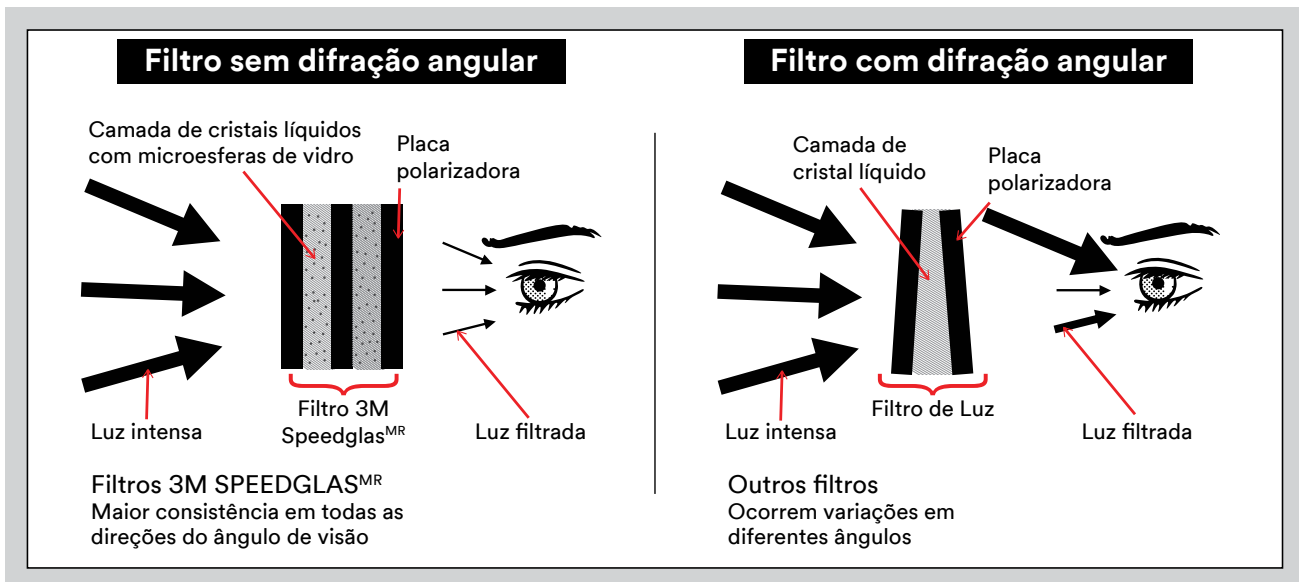 Filtro sem difração angular
Camada de cristais líquidos
com microesferas de vidro
Placa
polarizadora
Luz intensa
Filtro 3M
Speedglasᴹᴿ
Luz filtrada
Filtros 3M SPEEDGLASᴹᴿ
Maior consistência em todas as
direções do ângulo de visão
Filtro com difração angular
Camada de
cristal líquido
Placa
polarizadora
Luz intensa
Filtro de Luz
Luz filtrada
Outros filtros
Ocorrem variações em
diferentes ângulos